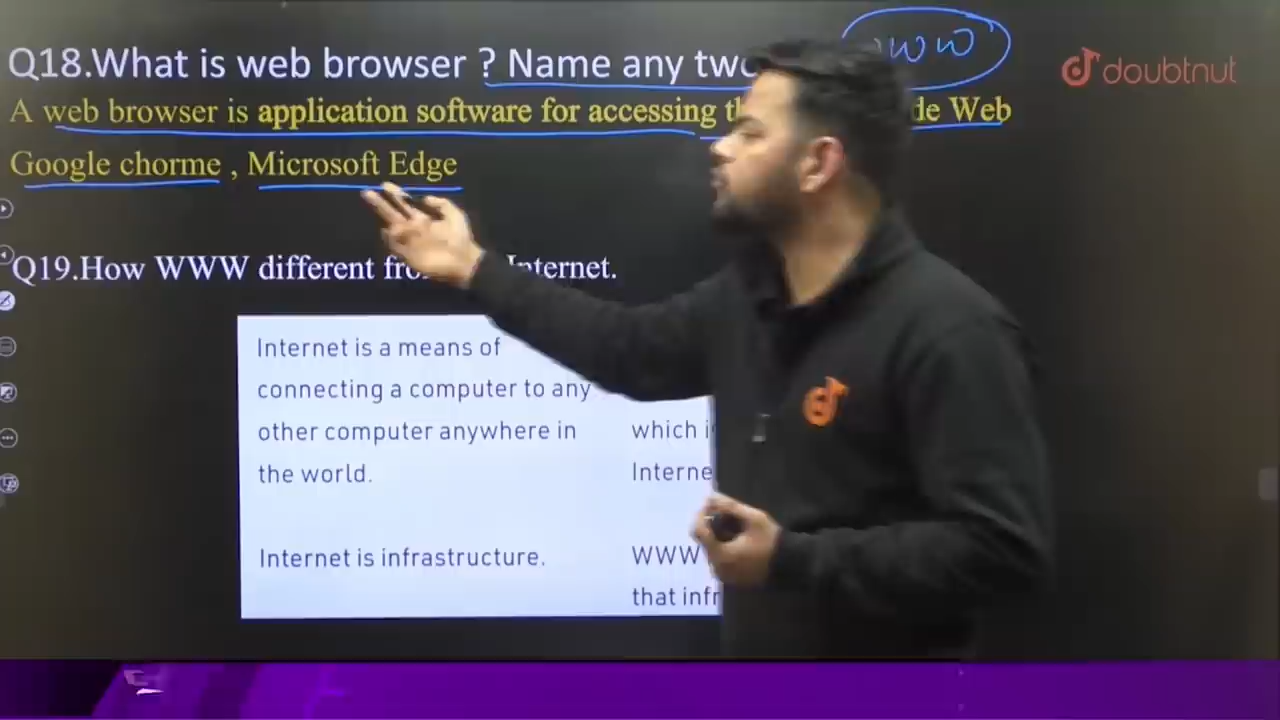 Q18.What is web browser ? Name any two
WWW
doubtnut
A web browser is application software for accessing de Web
Google chorme , Microsoft Edge
Q19.How WWW different Internet.
Internet is a means of
connecting a computer to any
other computer anywhere in
the world.
which
Interne
Internet is infrastructure.
WWW
that infr